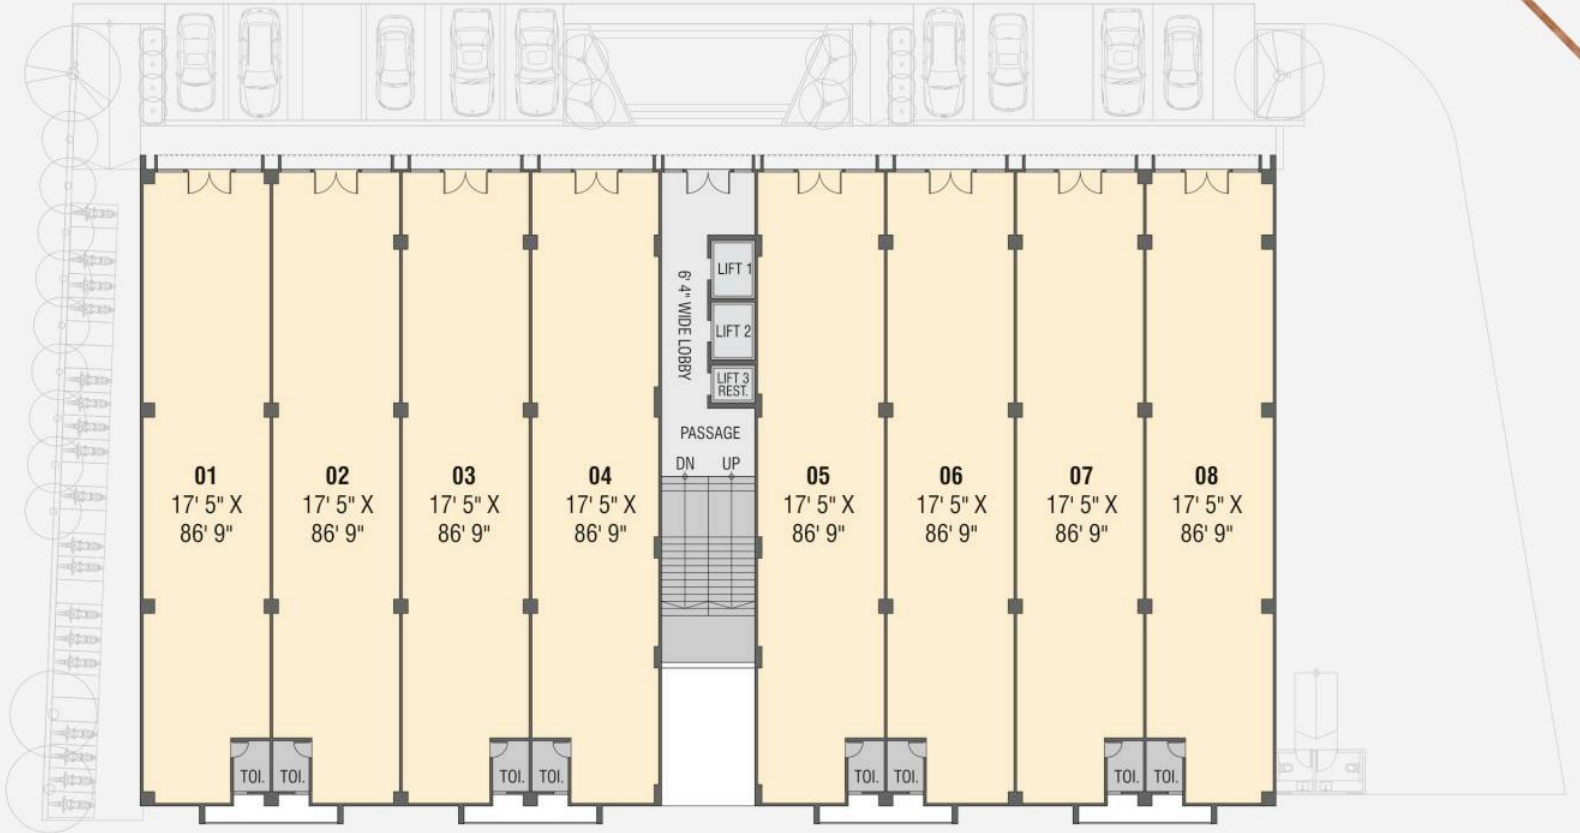 LIFT 1
6' 4" WIDE LOBBY
LIFT 2
LIFT 3
REST.
PASSAGE
DN
UP
01
17' 5" X
86' 9"
02
17' 5" X
86' 9"
03
17' 5" X
86' 9"
04
17' 5" X
86' 9"
05
17' 5" X
86' 9"
06
17' 5" X
86' 9"
07
17' 5" X
86' 9"
08
17' 5" X
86' 9"
TOI.
TOI.
TOI.
TOI.
TOI.
TOI.
TOI.
TOI.